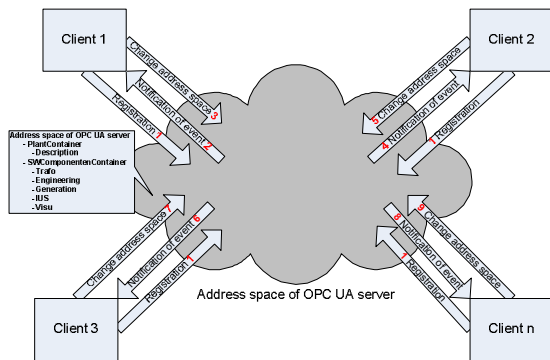 Client 1
Client 2
Change address space 3
Notification of event 2
Registration 1
5 Change address space
4 Notification of event
1 Registration
Address space of OPC UA server
- PlantContainer
- Description
- SWComponentenContainer
- Trafo
- Engineering
- Generation
- IUS
- Visu
Change address space 7
Notification of event 6
Registration 1
9 Change address space
8 Notification of event
1 Registration
Address space of OPC UA server
Client 3
Client n